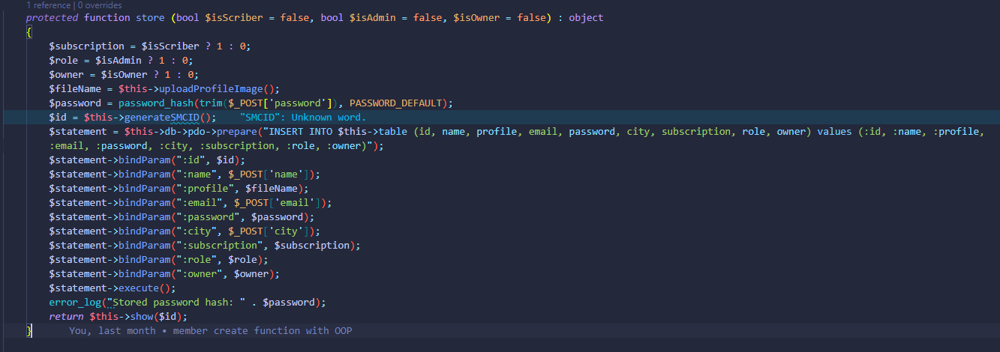 1 reference | 0 overrides
protected function store (bool $isScriber = false, bool $isAdmin = false, $isOwner = false) : object
{
$subscription = $isScriber ? 1 : 0;
$role = $isAdmin ? 1 : 0;
$owner = $isOwner ? 1 : 0;
$fileName = $this->uploadProfileImage();
$password = password_hash(trim($_POST['password']), PASSWORD_DEFAULT);
$id = $this->generateSMCID(); "SMCID": Unknown word.
$statement = $this->db->pdo->prepare("INSERT INTO $this->table (id, name, profile, email, password, city, subscription, role, owner) values (:id, :name, :profile,
:email, :password, :city, :subscription, :role, :owner)");
$statement->bindParam(":id", $id);
$statement->bindParam(":name", $_POST['name']);
$statement->bindParam(":profile", $fileName);
$statement->bindParam(":email", $_POST['email']);
$statement->bindParam(":password", $password);
$statement->bindParam(":city", $_POST['city']);
$statement->bindParam(":subscription", $subscription);
$statement->bindParam(":role", $role);
$statement->bindParam(":owner", $owner);
$statement->execute();
error_log("Stored password hash: " . $password);
return $this->show($id);
} You, last month • member create function with OOP